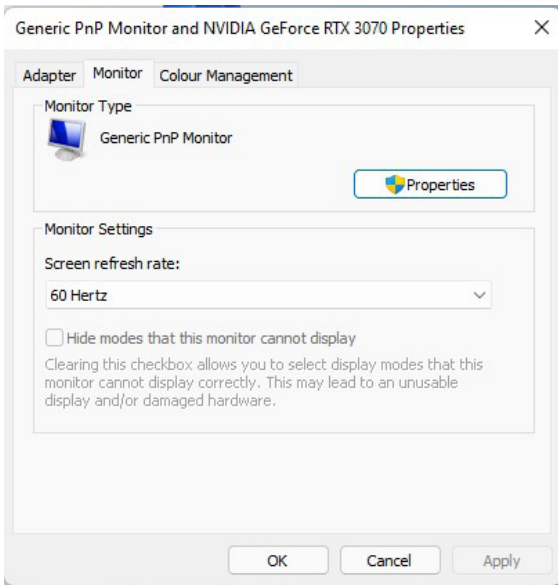 Generic PnP Monitor and NVIDIA GeForce RTX 3070 Properties
Adapter Monitor Colour Management
Monitor Type
Generic PnP Monitor
Properties
Monitor Settings
Screen refresh rate:
60 Hertz
Hide modes that this monitor cannot display
Clearing this checkbox allows you to select display modes that this
monitor cannot display correctly. This may lead to an unusable
display and/or damaged hardware.
OK Cancel Apply